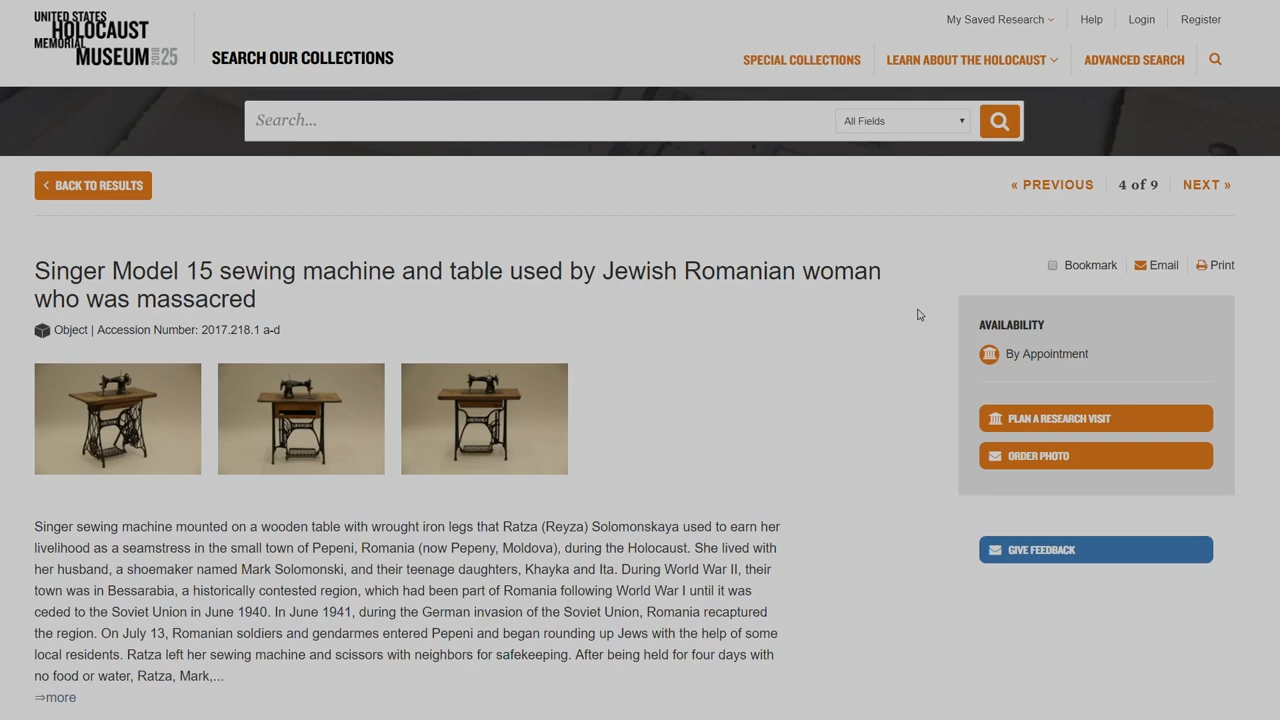 UNITED STATES
HOLOCAUST
MEMORIAL
MUSEUM
SEARCH OUR COLLECTIONS
My Saved Research
Help
Login
Register
SPECIAL COLLECTIONS
LEARN ABOUT THE HOLOCAUST
ADVANCED SEARCH
Search...
All Fields
BACK TO RESULTS
« PREVIOUS
4 of 9
NEXT »
Singer Model 15 sewing machine and table used by Jewish Romanian woman
who was massacred
Bookmark
Email
Print
Object | Accession Number: 2017.218.1 a-d
AVAILABILITY
By Appointment
PLAN A RESEARCH VISIT
ORDER PHOTO
GIVE FEEDBACK
Singer sewing machine mounted on a wooden table with wrought iron legs that Ratza (Reyza) Solomonskaya used to earn her
livelihood as a seamstress in the small town of Pepeni, Romania (now Pepeny, Moldova), during the Holocaust. She lived with
her husband, a shoemaker named Mark Solomonski, and their teenage daughters, Khayka and Ita. During World War II, their
town was in Bessarabia, a historically contested region, which had been part of Romania following World War I until it was
ceded to the Soviet Union in June 1940. In June 1941, during the German invasion of the Soviet Union, Romania recaptured
the region. On July 13, Romanian soldiers and gendarmes entered Pepeni and began rounding up Jews with the help of some
local residents. Ratza left her sewing machine and scissors with neighbors for safekeeping. After being held for four days with
no food or water, Ratza, Mark,...
⇒more